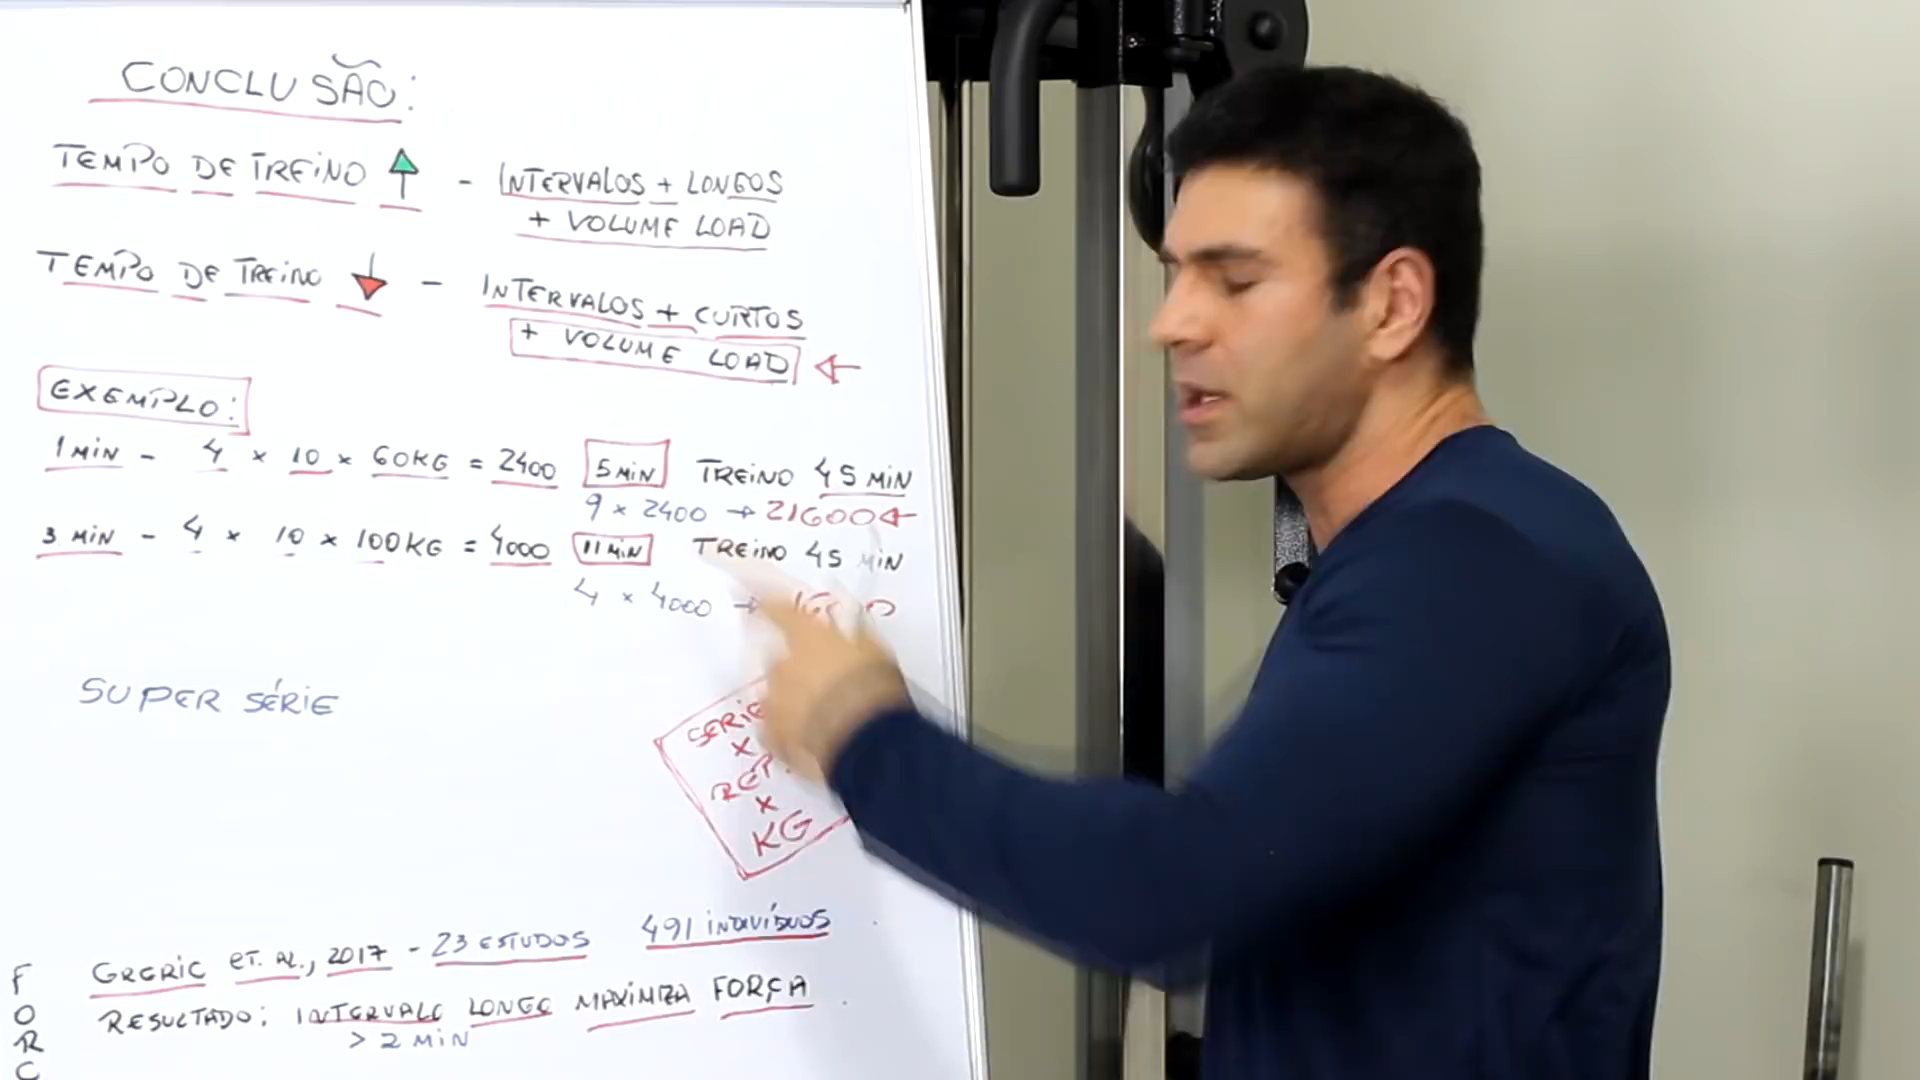 CONCLUSÃO:
TEMPO DE TREINO - INTERVALOS + LONGOS
+ VOLUME LOAD
TEMPO DE TREINO - INTERVALOS + CURTOS
+ VOLUME LOAD
EXEMPLO:
1 MIN - 4 × 10 × 60KG = 2400 5 MIN TREINO 45 MIN
9 × 2400 → 21600
3 MIN - 4 × 10 × 100KG = 4000 11 MIN TREINO 45 MIN
4 × 4000 →
SUPER SÉRIE
SERIE
×
REP.
×
KG
GRGRIC ET. AL., 2017 - 23 ESTUDOS 491 INDIVÍDUOS
RESULTADO: INTERVALO LONGO MAXIMIZA FORÇA
> 2 MIN
F
O
R
C